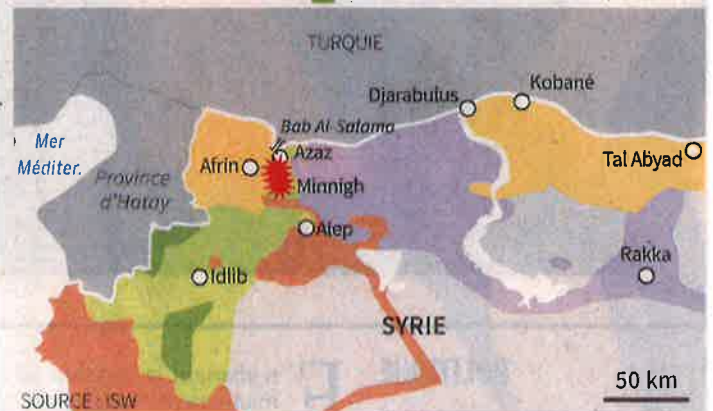 TURQUIE
Kobané
Djarabulus
Bab Al-Salama
Mer
Méditer.
Azaz
Tal Abyad
Afrin
Province
d'Hatay
Minnigh
Alep
Rakka
Idlib
SYRIE
50 km
SOURCE : ISW